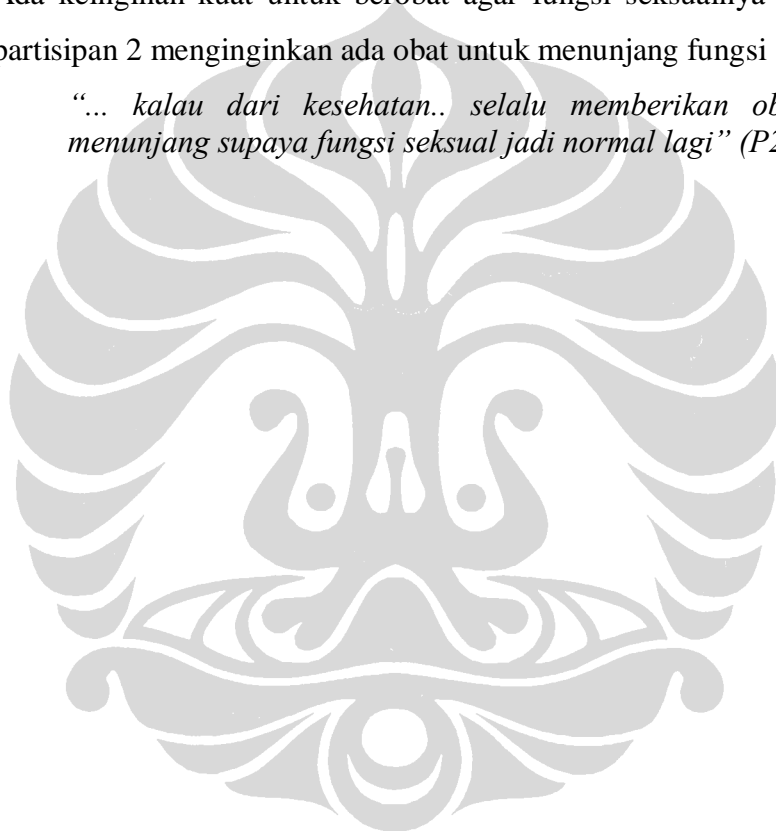 Ada keinginan kuat untuk berobat agar fungsi seksualnya
partisipan 2 menginginkan ada obat untuk menunjang fungsi
“... kalau dari kesehatan.. selalu memberikan
menunjang supaya fungsi seksual jadi normal lagi” (P2